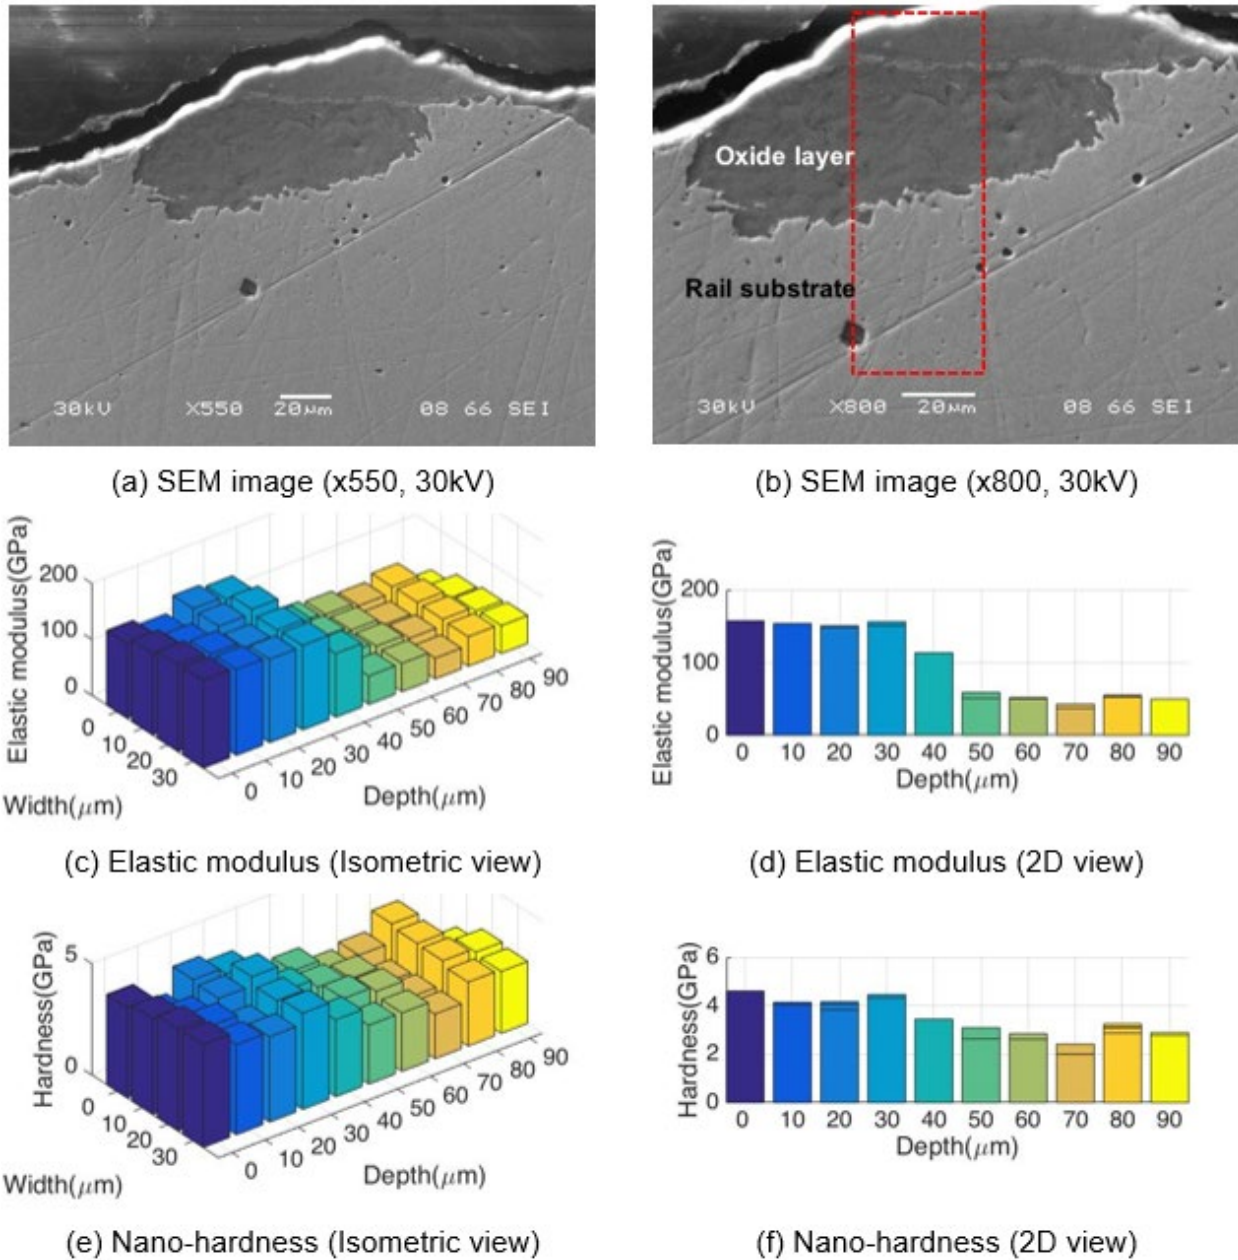 Oxide layer
Rail substrate
30kV X550 20μm 08 66 SEI
30kV X800 20μm 08 66 SEI
(a) SEM image (x550, 30kV)
(b) SEM image (x800, 30kV)
Elastic modulus(GPa)
200
100
0
0
10
20
30
Width(μm)
0
10
20
30
40
50
60
70
80
90
Depth(μm)
Elastic modulus(GPa)
200
100
0
0 10 20 30 40 50 60 70 80 90
Depth(μm)
(c) Elastic modulus (Isometric view)
(d) Elastic modulus (2D view)
Hardness(GPa)
5
0
0
10
20
30
Width(μm)
0
10
20
30
40
50
60
70
80
90
Depth(μm)
Hardness(GPa)
6
4
2
0
0 10 20 30 40 50 60 70 80 90
Depth(μm)
(e) Nano-hardness (Isometric view)
(f) Nano-hardness (2D view)